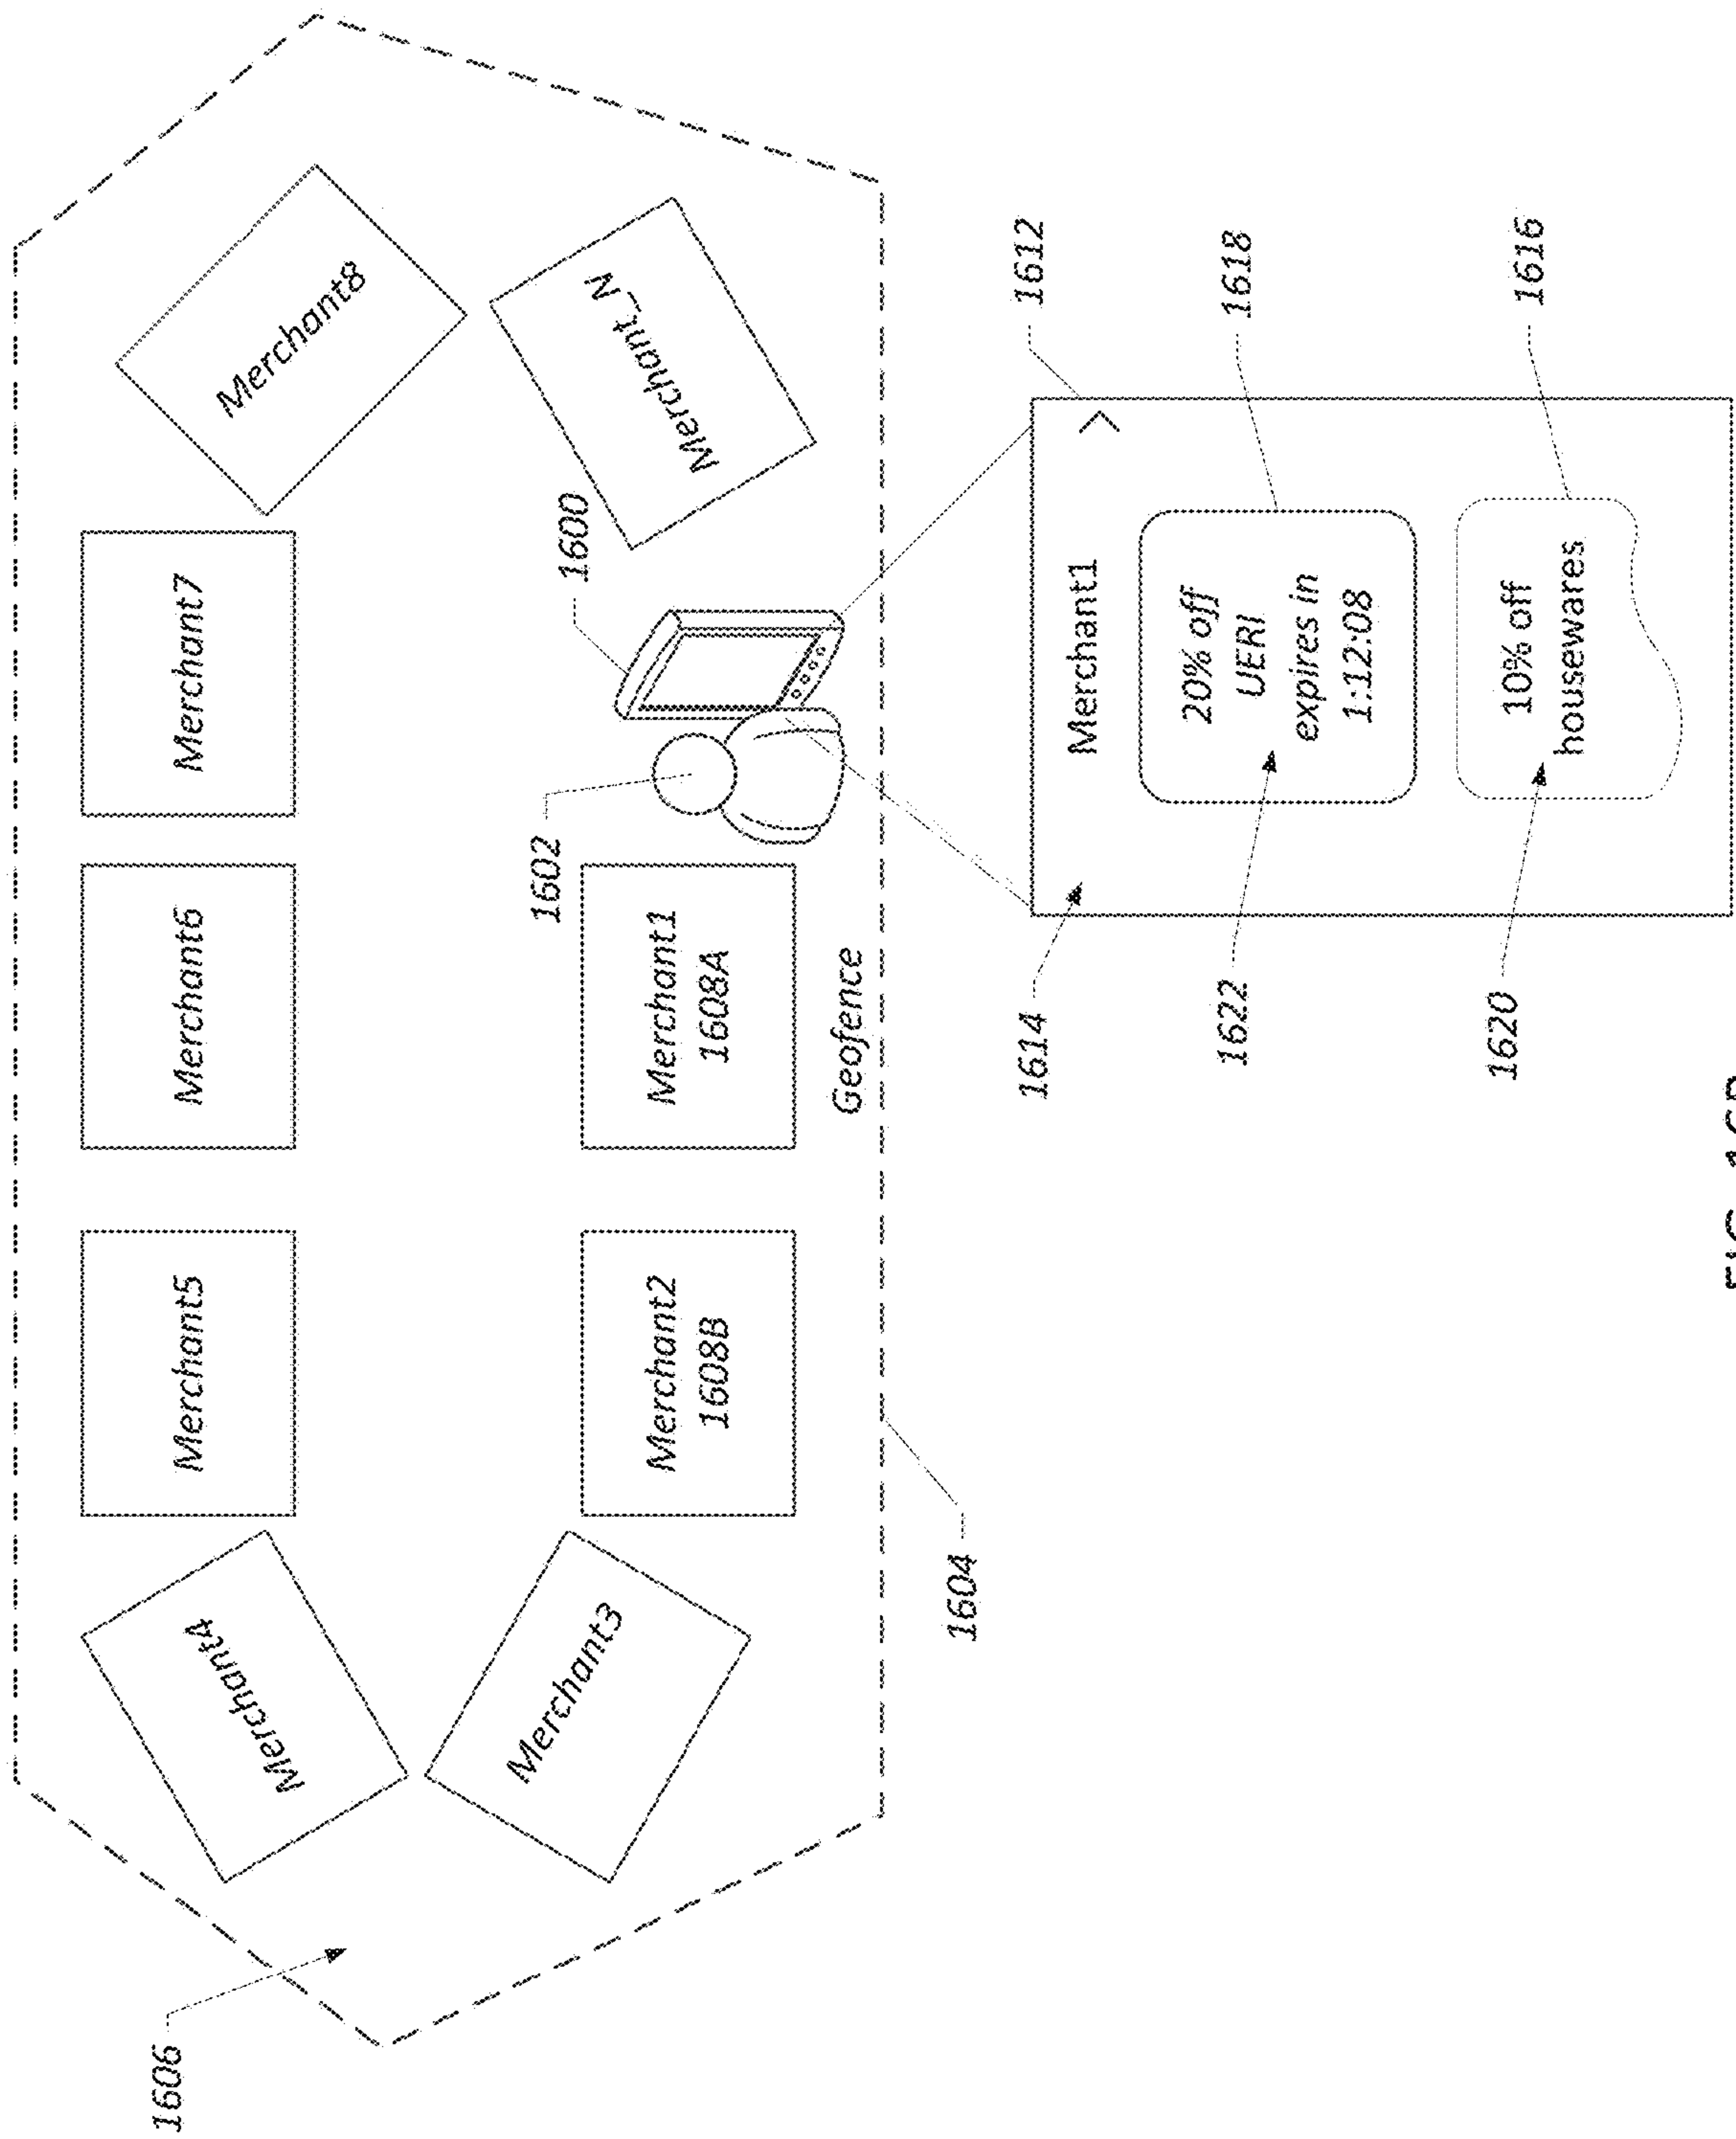 1606
Merchant4
Merchant5
Merchant6
Merchant7
Merchant8
Merchant3
Merchant2
1608B
Merchant1
1608A
1602
1600
Merchant_N
Geofence
1604
1614
Merchant1
1612
1622
20% off
UERI
expires in
1:12:08
1618
1620
10% off
housewares
1616